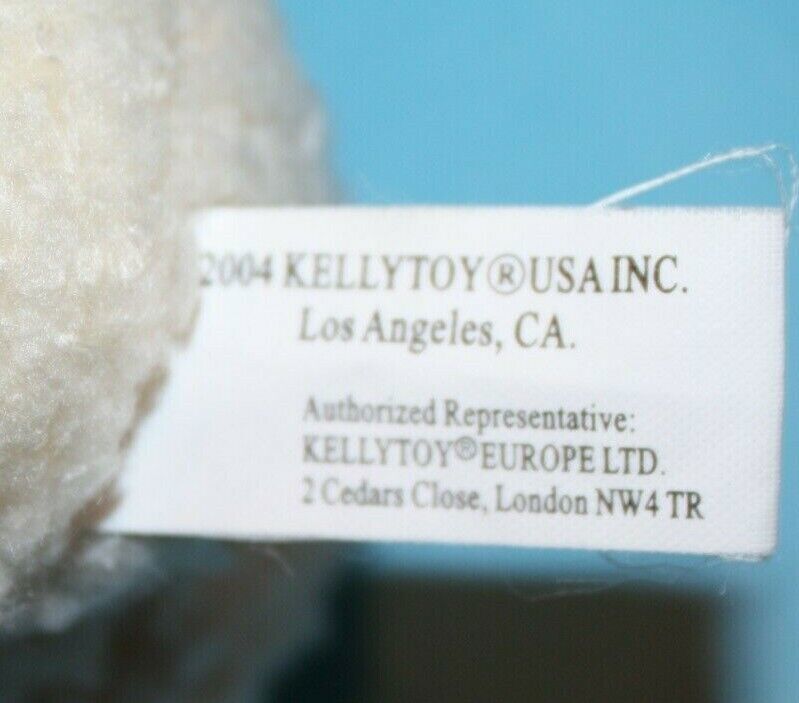 2004 KELLYTOY® USA INC.
Los Angeles, CA.
Authorized Representative:
KELLYTOY® EUROPE LTD.
2 Cedars Close, London NW4 TR